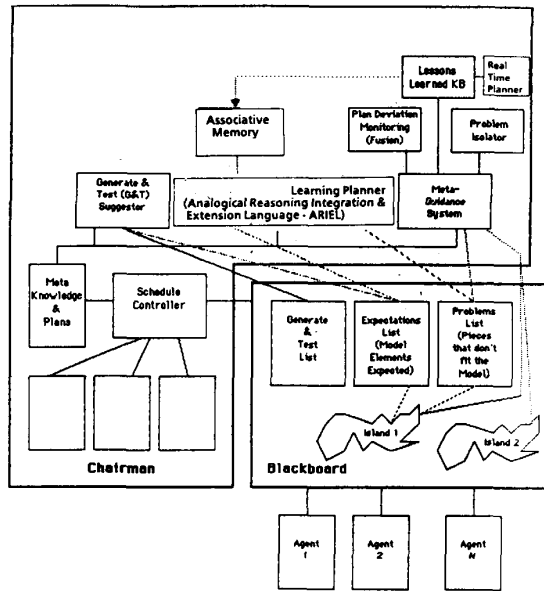 Lessons
Learned KB
Real
Time
Planner
Associative
Memory
Plan Deviation
Monitoring
(Fusion)
Problem
Isolator
Generate &
Test (G&T)
Suggestor
Learning Planner
(Analogical Reasoning Integration &
Extension Language - ARIEL)
Meta-
Guidance
System
Meta
Knowledge
&
Plans
Schedule
Controller
Generate
&
Test
List
Expectations
List
(Model
Elements
Expected)
Problems
List
(Pieces
that don't
fit the
Model)
Island 1
Island 2
Chairman
Blackboard
Agent
1
Agent
2
Agent
N